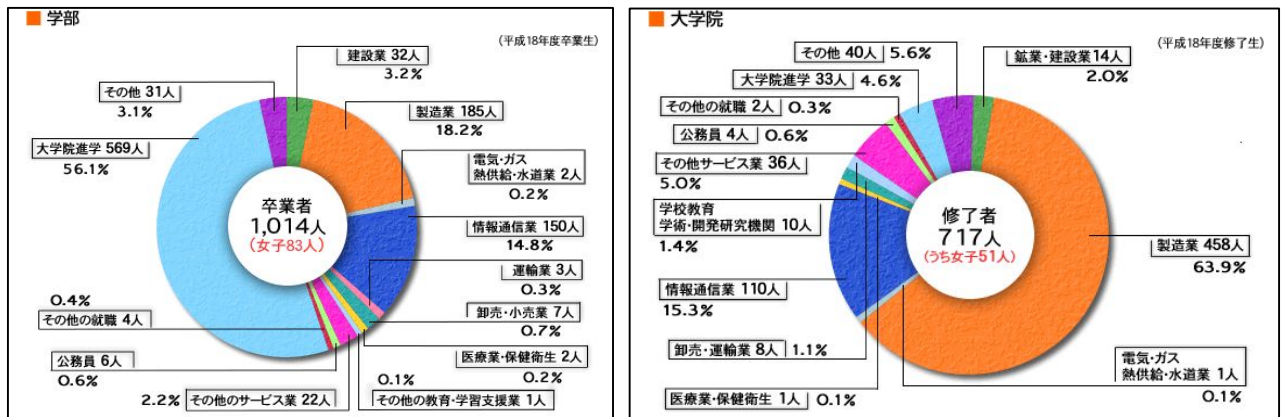 学部
(平成18年度卒業生)
建設業 32人
3.2%
その他 31人
3.1%
製造業 185人
18.2%
大学院進学 569人
56.1%
電気・ガス
熱供給・水道業 2人
0.2%
卒業者
1,014人
(女子83人)
情報通信業 150人
14.8%
運輸業 3人
0.3%
0.4%
その他の就職 4人
卸売・小売業 7人
0.7%
公務員 6人
0.6%
医療業・保健衛生 2人
0.2%
2.2% その他のサービス業 22人
0.1%
その他の教育・学習支援業 1人
大学院
(平成18年度修了生)
その他 40人 5.6%
鉱業・建設業14人
2.0%
大学院進学 33人 4.6%
その他の就職 2人 0.3%
公務員 4人 0.6%
その他サービス業 36人
5.0%
学校教育
学術・開発研究機関 10人
1.4%
修了者
717人
(うち女子51人)
製造業 458人
63.9%
情報通信業 110人
15.3%
卸売・運輸業 8人 1.1%
電気・ガス
熱供給・水道業 1人
0.1%
医療業・保健衛生 1人 0.1%